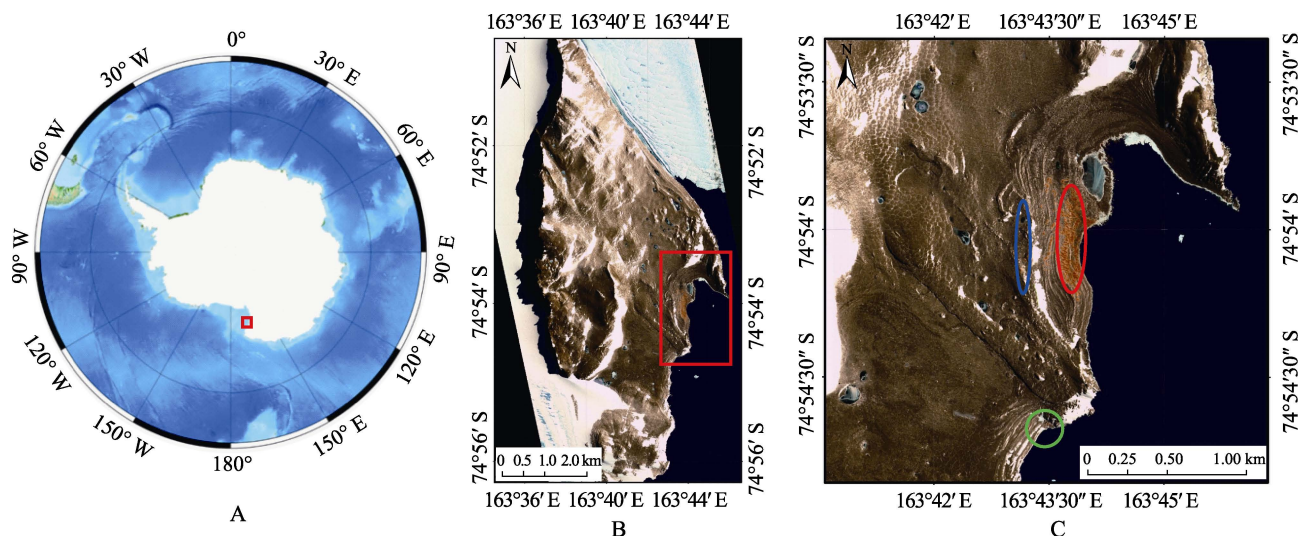 0°
30° E
60° E
90° E
120° E
150° E
180°
150° W
120° W
90° W
60° W
30° W
A
163°36′ E 163°40′ E 163°44′ E
N
74°52′ S 74°52′ S
74°54′ S 74°54′ S
74°56′ S 74°56′ S
0 0.5 1.0 2.0 km
163°36′ E 163°40′ E 163°44′ E
B
163°42′ E 163°43′30″ E 163°45′ E
N
74°53′30″ S 74°53′30″ S
74°54′ S 74°54′ S
74°54′30″ S 74°54′30″ S
0 0.25 0.50 1.00 km
163°42′ E 163°43′30″ E 163°45′ E
C